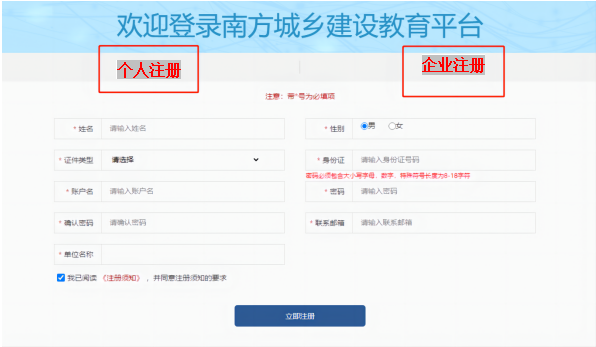 欢迎登录南方城乡建设教育平台
个人注册
企业注册
注意：带*号为必填项
* 姓名 请输入姓名
* 性别 男 女
* 证件类型 请选择
* 身份证 请输入身份证号码
密码必须包含大小写字母、数字、特殊符号长度为8-18字符
* 账户名 请输入账户名
* 密码 请输入密码
* 确认密码 请确认密码
* 联系邮箱 请输入联系邮箱
* 单位名称
我已阅读 《注册须知》 ，并同意注册须知的要求
立即注册